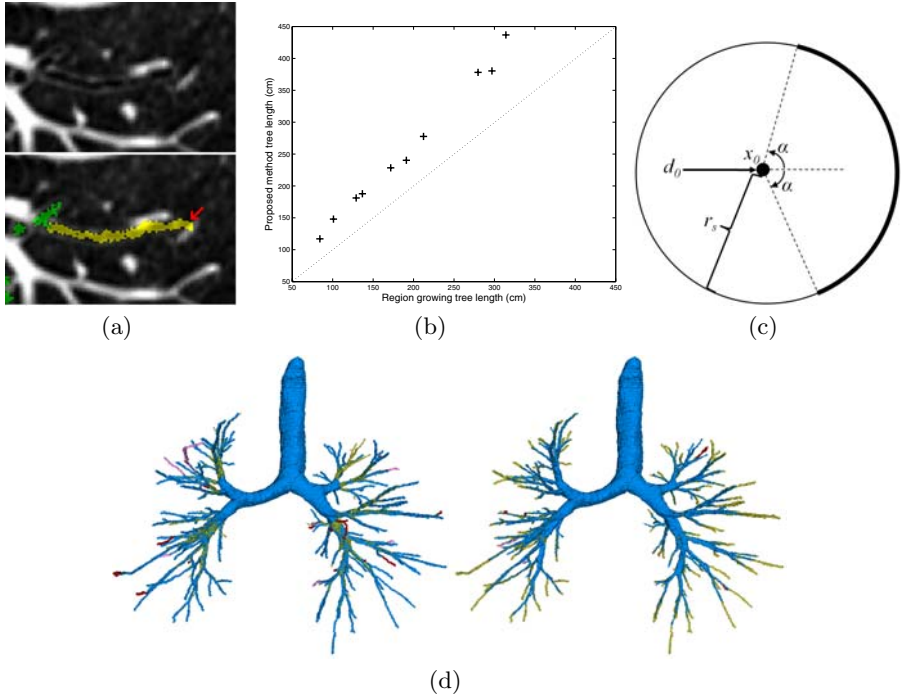 450
400
350
300
250
200
150
100
50
Proposed method tree length (cm)
50 100 150 200 250 300 350 400 450
Region growing tree length (cm)
x₀
α
d₀
α
rₛ
(a)
(b)
(c)
(d)